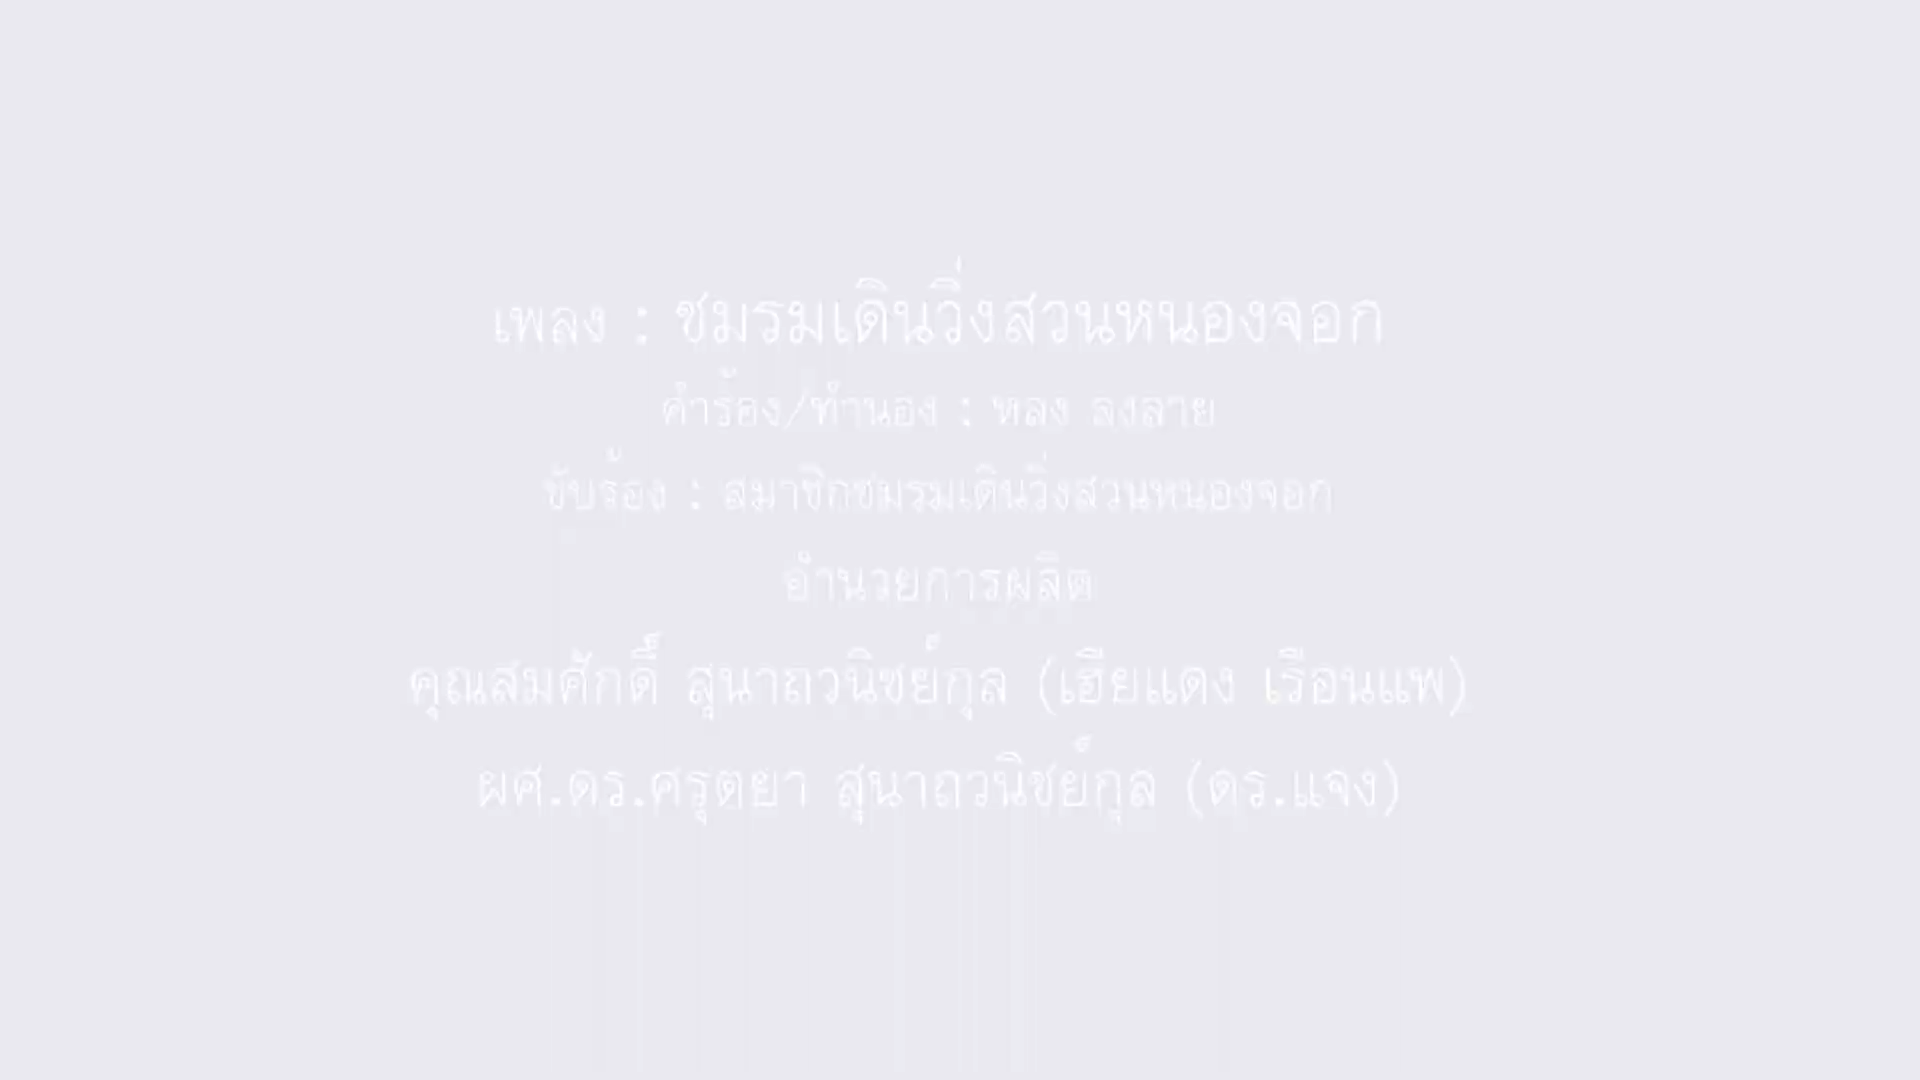 เพลง : ชมรมเดินวิ่งสวนหนองจอก
คำร้อง/ทำนอง : หลง ลงลาย
ขับร้อง : สมาชิกชมรมเดินวิ่งสวนหนองจอก
อำนวยการผลิต
คุณสมศักดิ์ สุนาถวนิชย์กุล (เฮียแดง เรือนแพ)
ผศ.ดร.ศรุตยา สุนาถวนิชย์กุล (ดร.แจง)